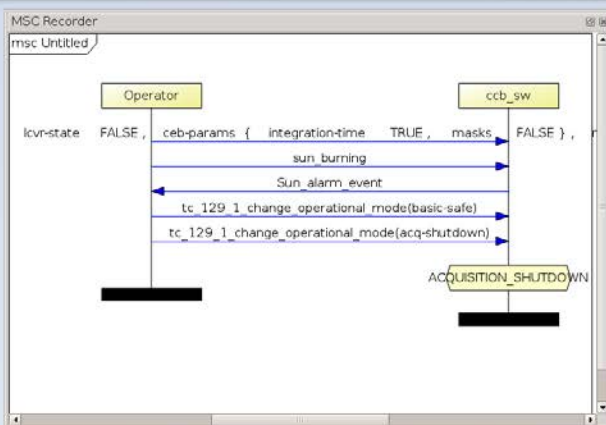 MSC Recorder
msc Untitled
Operator
ccb_sw
lcvr-state FALSE , ceb-params { integration-time TRUE , masks FALSE } ,
sun_burning
Sun_alarm_event
tc_129_1_change_operational_mode(basic-safe)
tc_129_1_change_operational_mode(acq-shutdown)
ACQUISITION_SHUTDOWN